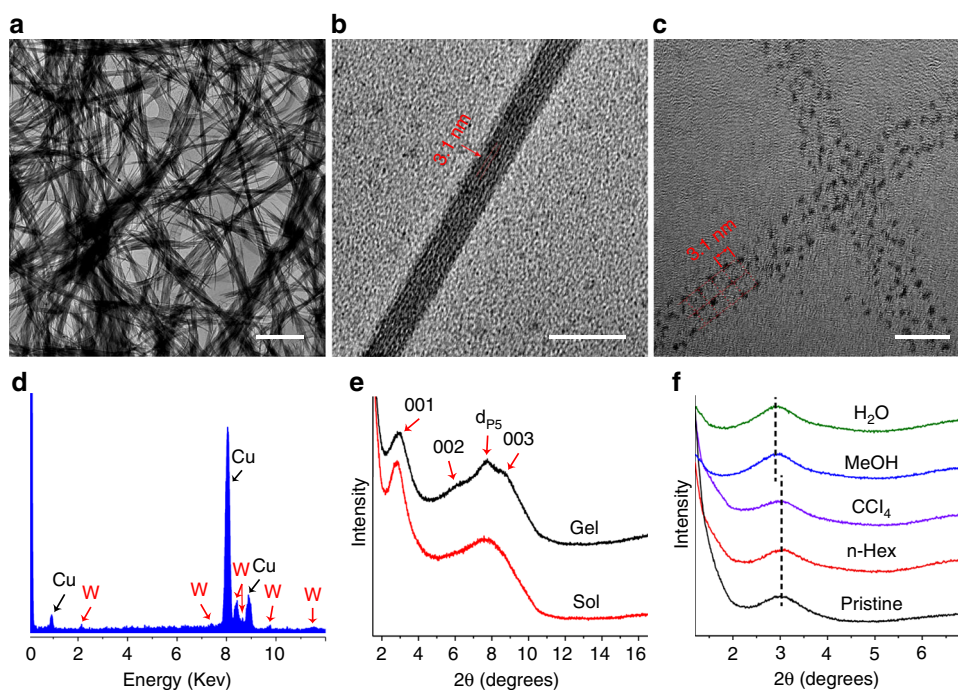 a
b
c
3.1 nm
3.1 nm
d
e
f
Cu
Cu
Cu
W
W
W
W
W
0 2 4 6 8 10
Energy (Kev)
Intensity
001
002
dP5
003
Gel
Sol
2 4 6 8 10 12 14 16
2θ (degrees)
Intensity
H2O
MeOH
CCl4
n-Hex
Pristine
2 3 4 5 6
2θ (degrees)